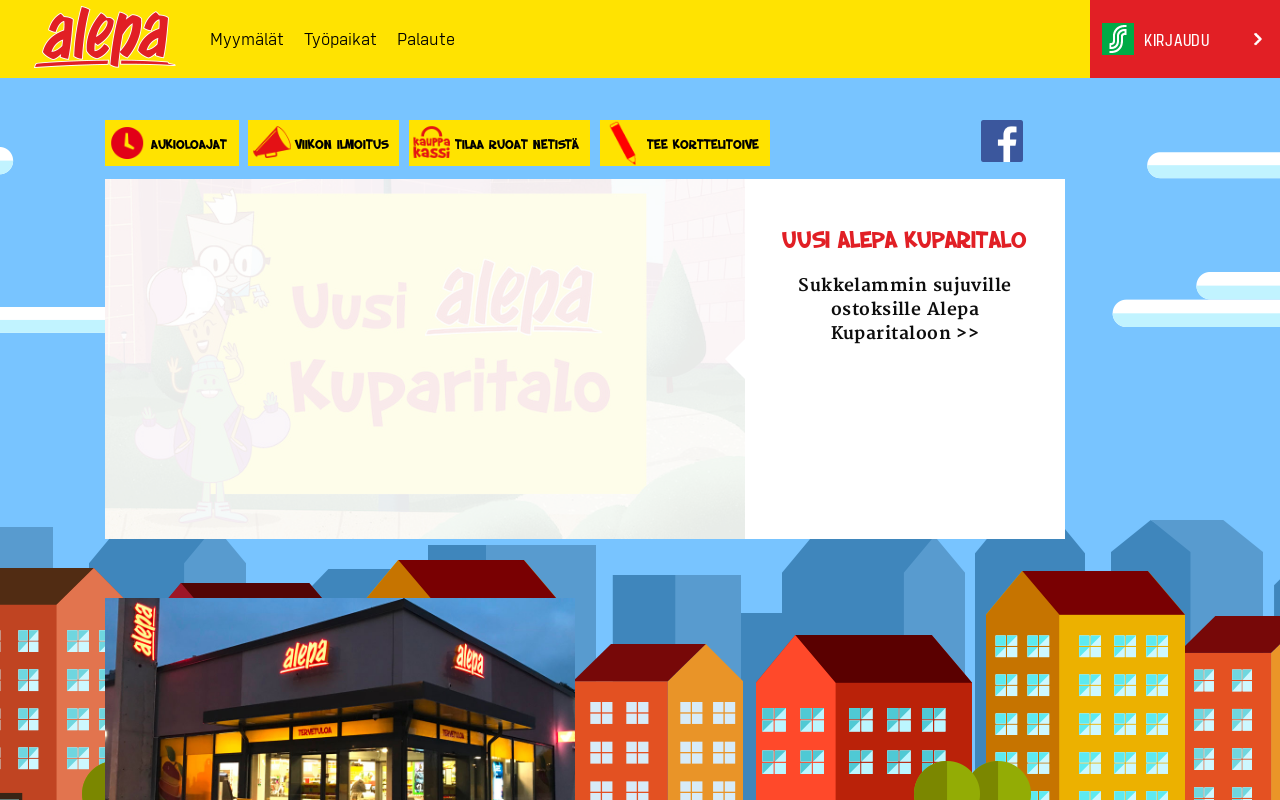 alepa
Myymälät Työpaikat Palaute
KIRJAUDU
AUKIOLOAJAT
VIIKON ILMOITUS
kauppa
kassi
TILAA RUOAT NETISTÄ
TEE KORTTELITOIVE
Uusi alepa
Kuparitalo
UUSI ALEPA KUPARITALO
Sukkelammin sujuville
ostoksille Alepa
Kuparitaloon >>
alepa
alepa
alepa
TERVETULOA
TERVETULOA